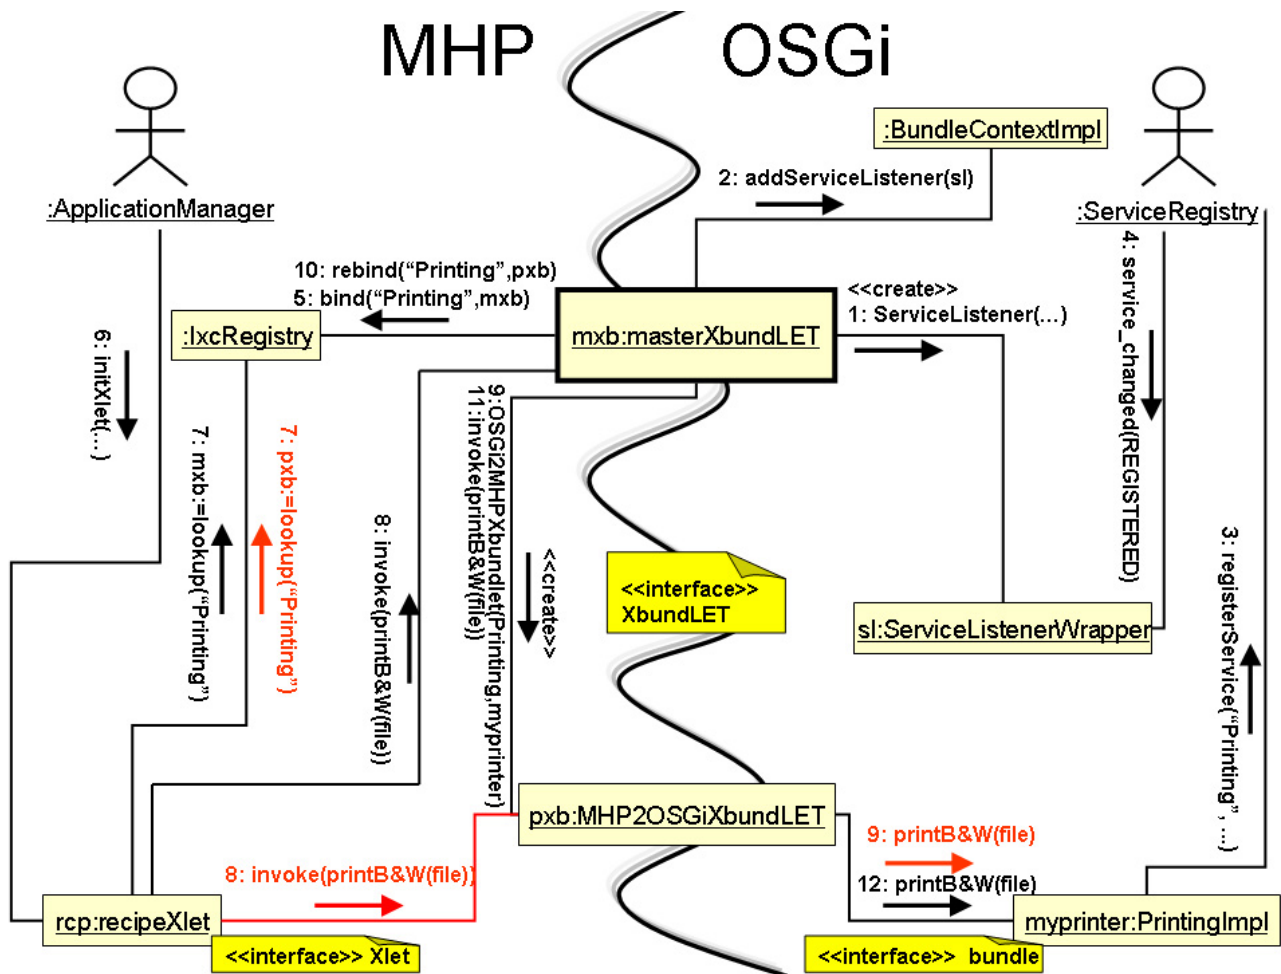 MHP
OSGi
:BundleContextImpl
2: addServiceListener(sl)
:ApplicationManager
:ServiceRegistry
10: rebind(“Printing”,pxb)
5: bind(“Printing”,mxb)
<<create>>
1: ServiceListener(...)
:IxcRegistry
mxb:masterXbundLET
4: service_changed(REGISTERED)
6: initXlet(...)
7: mxb:=lookup(“Printing”)
7: pxb:=lookup(“Printing”)
8: invoke(printB&W(file))
9:OSGi2MHPXbundlet(Printing,myprinter)
11:invoke(printB&W(file))
<<create>>
<<interface>>
XbundLET
sl:ServiceListenerWrapper
3: registerService(“Printing”, ...)
pxb:MHP2OSGiXbundLET
9: printB&W(file)
8: invoke(printB&W(file))
12: printB&W(file)
rcp:recipeXlet
myprinter:PrintingImpl
<<interface>> Xlet
<<interface>> bundle